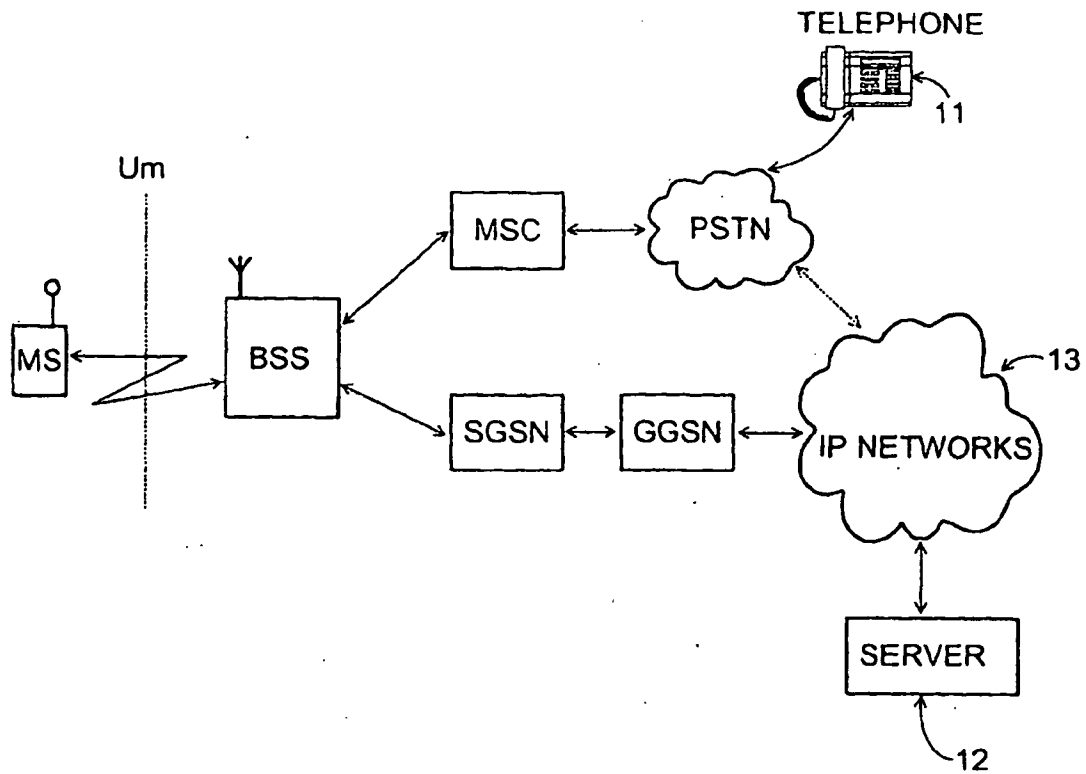 TELEPHONE
11
Um
MSC
PSTN
MS
BSS
13
SGSN
GGSN
IP NETWORKS
SERVER
12